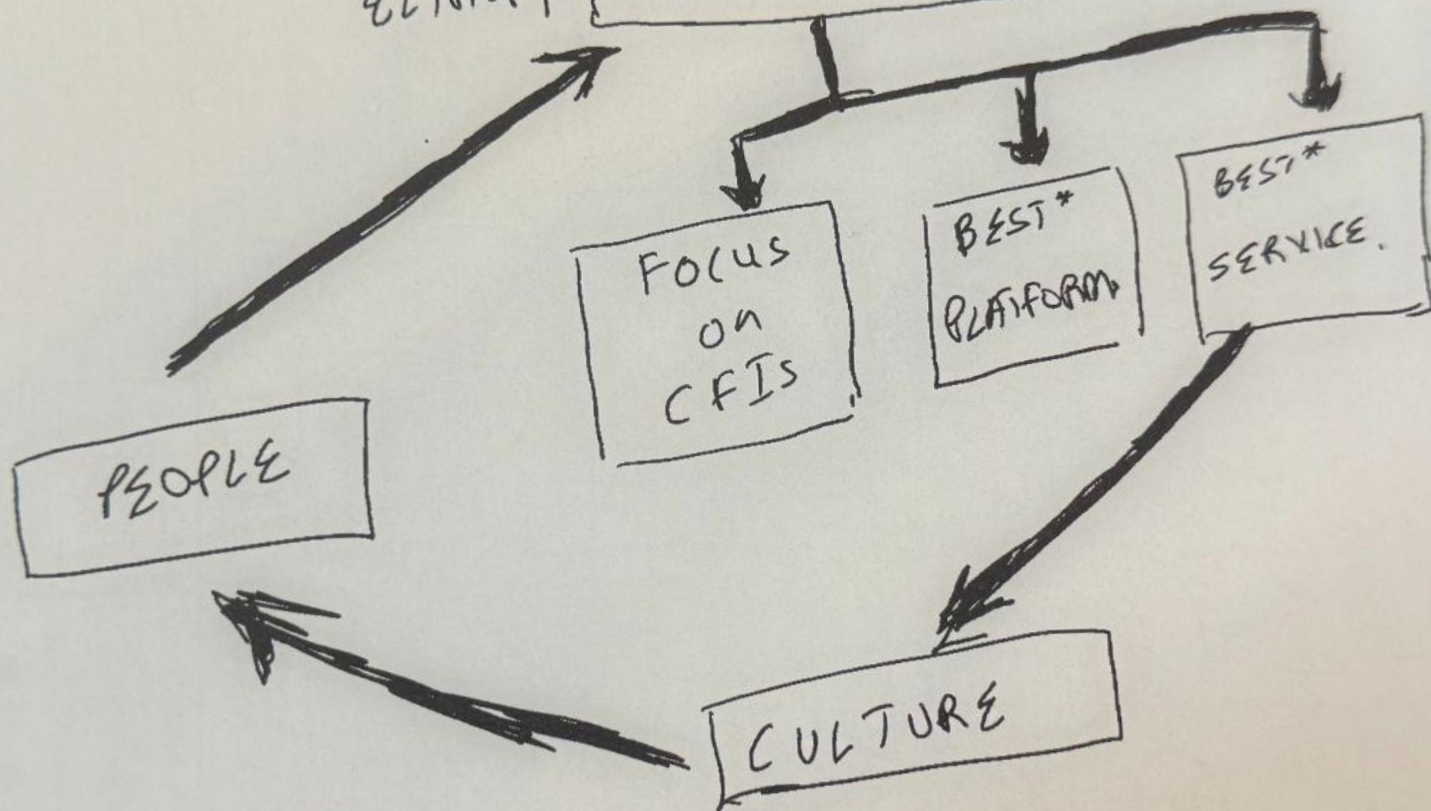 FOCUS
on
CFIs
BEST*
PLATFORM
BEST*
SERVICE.
PEOPLE
CULTURE